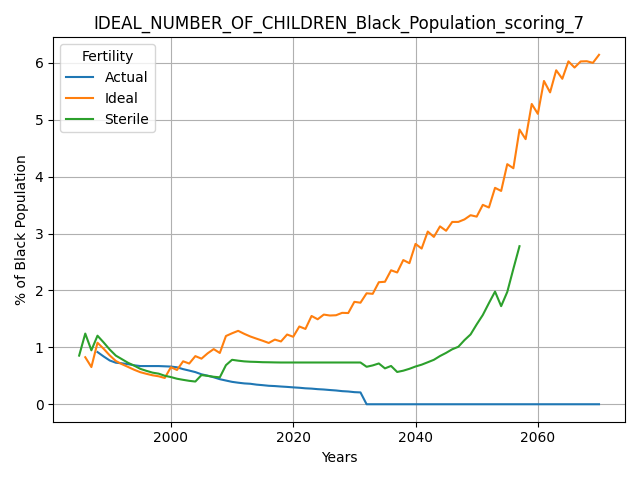 IDEAL_NUMBER_OF_CHILDREN_Black_Population_scoring_7
Fertility
Actual
Ideal
Sterile
% of Black Population
6
5
4
3
2
1
0
2000 2020 2040 2060
Years